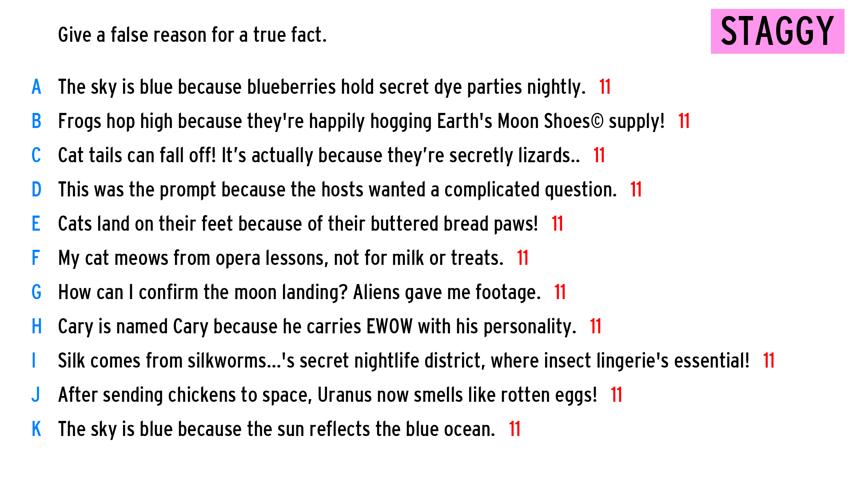 Give a false reason for a true fact.
STAGGY
A The sky is blue because blueberries hold secret dye parties nightly. 11
B Frogs hop high because they're happily hogging Earth's Moon Shoes© supply! 11
C Cat tails can fall off! It’s actually because they’re secretly lizards.. 11
D This was the prompt because the hosts wanted a complicated question. 11
E Cats land on their feet because of their buttered bread paws! 11
F My cat meows from opera lessons, not for milk or treats. 11
G How can I confirm the moon landing? Aliens gave me footage. 11
H Cary is named Cary because he carries EWOW with his personality. 11
I Silk comes from silkworms...'s secret nightlife district, where insect lingerie's essential! 11
J After sending chickens to space, Uranus now smells like rotten eggs! 11
K The sky is blue because the sun reflects the blue ocean. 11